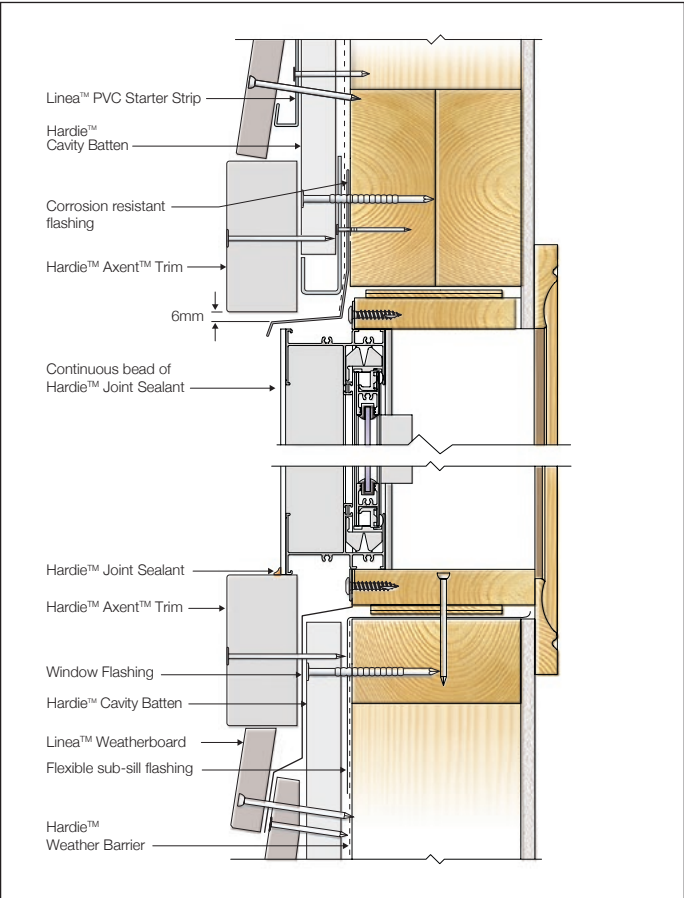 Linea™ PVC Starter Strip
Hardie™
Cavity Batten
Corrosion resistant
flashing
Hardie™ Axent™ Trim
6mm
Continuous bead of
Hardie™ Joint Sealant
Hardie™ Joint Sealant
Hardie™ Axent™ Trim
Window Flashing
Hardie™ Cavity Batten
Linea™ Weatherboard
Flexible sub-sill flashing
Hardie™
Weather Barrier